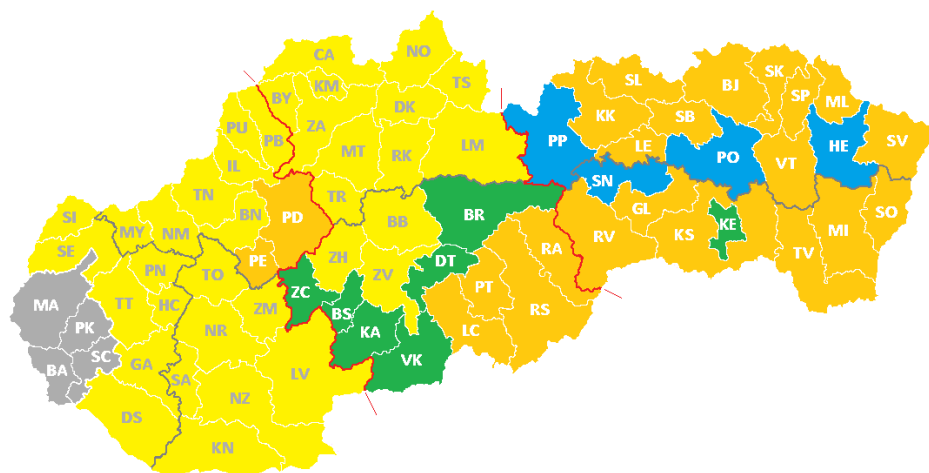 CA
NO
KM
TS
BY
DK
PU
ZA
PB
MT
RK
LM
IL
TN
TR
BN
PD
BB
BR
SI
MY
NM
SE
PE
ZH
DT
PN
TO
ZV
ZC
MA
TT
HC
ZM
BS
PK
NR
KA
SC
BA
GA
SA
LV
VK
NZ
DS
KN
SL
BJ
SK
SP
ML
KK
SB
PP
LE
PO
HE
SV
VT
SN
GL
KE
SO
RV
KS
RA
TV
MI
PT
RS
LC